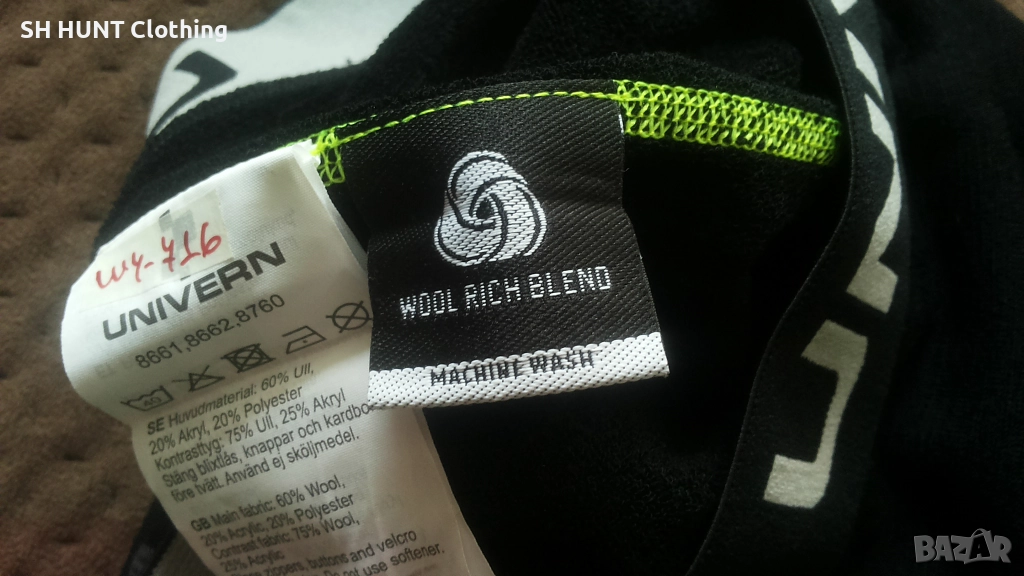 SH HUNT Clothing
WY-716
UNIVERN
8661,8662,8760
40
SE Huvudmaterial: 60% Ull,
20% Akryl, 20% Polyester
Kontrasttyg: 75% Ull, 25% Akryl
Stäng blixtlås, knappar och kardbo
före tvätt. Använd ej sköljmedel.
GB Main fabric: 60% Wool,
20% Acrylic, 20% Polyester
Contrast fabric: 75% Wool,
25% Acrylic
zippers, buttons and velcro
Do not use softener.
WOOL RICH BLEND
MACHINE WASH
BAZAR